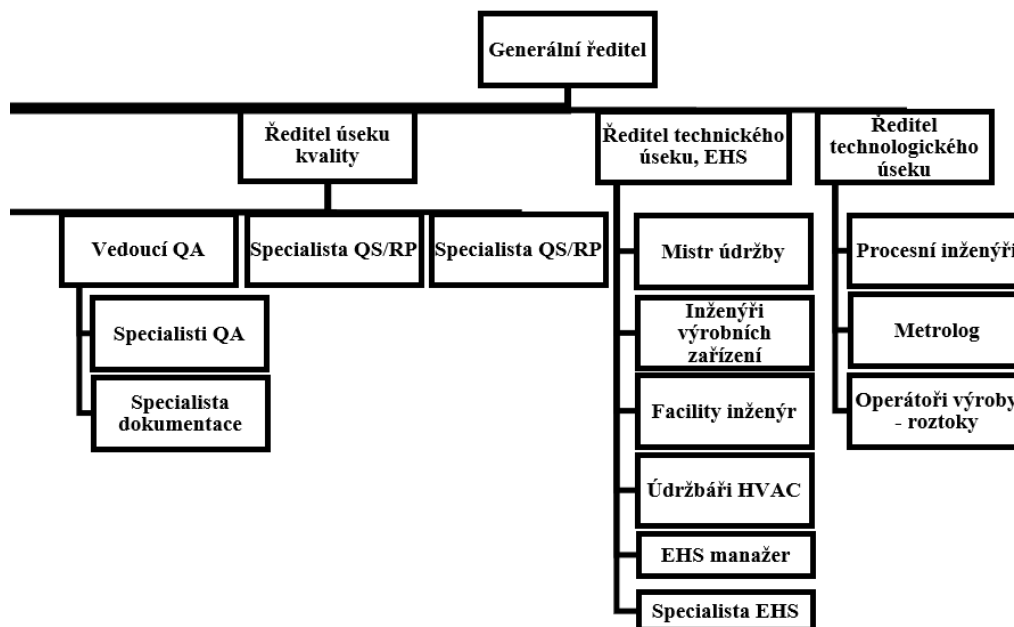 Generální ředitel
Ředitel úseku
kvality
Ředitel technického
úseku, EHS
Ředitel
technologického
úseku
Vedoucí QA
Specialista QS/RP
Specialista QS/RP
Specialisti QA
Specialista
dokumentace
Mistr údržby
Inženýři
výrobních
zařízení
Facility inženýr
Údržbáři HVAC
EHS manažer
Specialista EHS
Procesní inženýři
Metrolog
Operátoři výroby
- roztoky